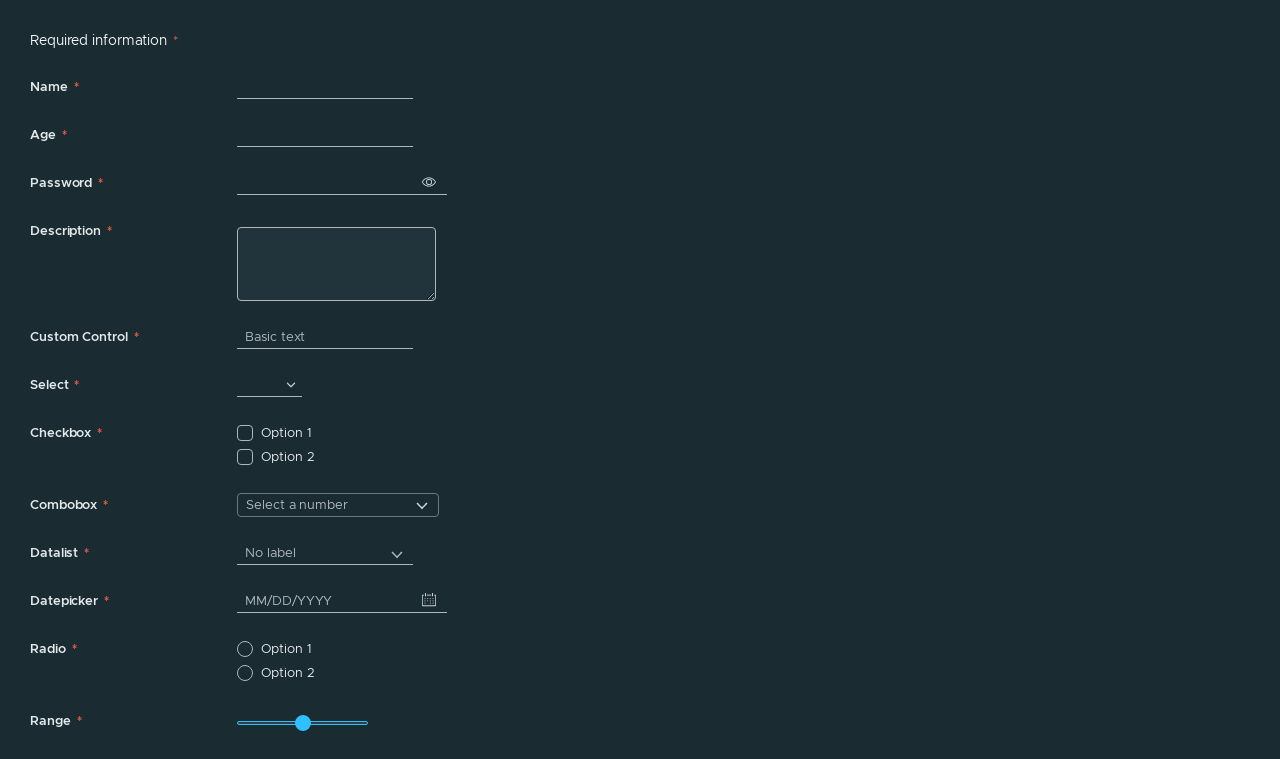 Required information *
Name *
Age *
Password *
Description *
Custom Control * Basic text
Select *
Checkbox * Option 1
Option 2
Combobox * Select a number
Datalist * No label
Datepicker * MM/DD/YYYY
Radio * Option 1
Option 2
Range *